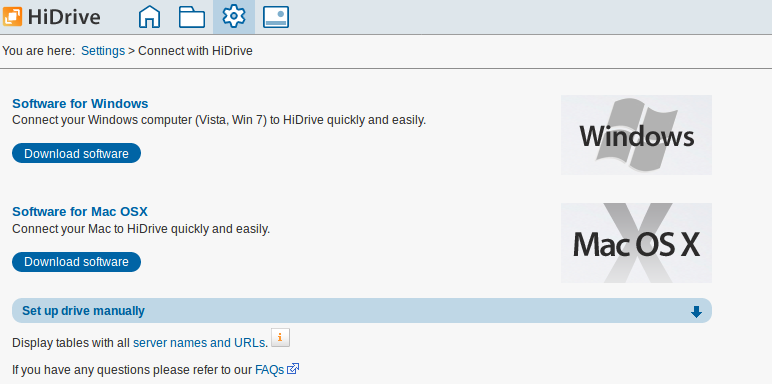 HiDrive
You are here: Settings > Connect with HiDrive
Software for Windows
Connect your Windows computer (Vista, Win 7) to HiDrive quickly and easily.
Download software
Windows
Software for Mac OSX
Connect your Mac to HiDrive quickly and easily.
Download software
Mac OS X
Set up drive manually
Display tables with all server names and URLs. i
If you have any questions please refer to our FAQs